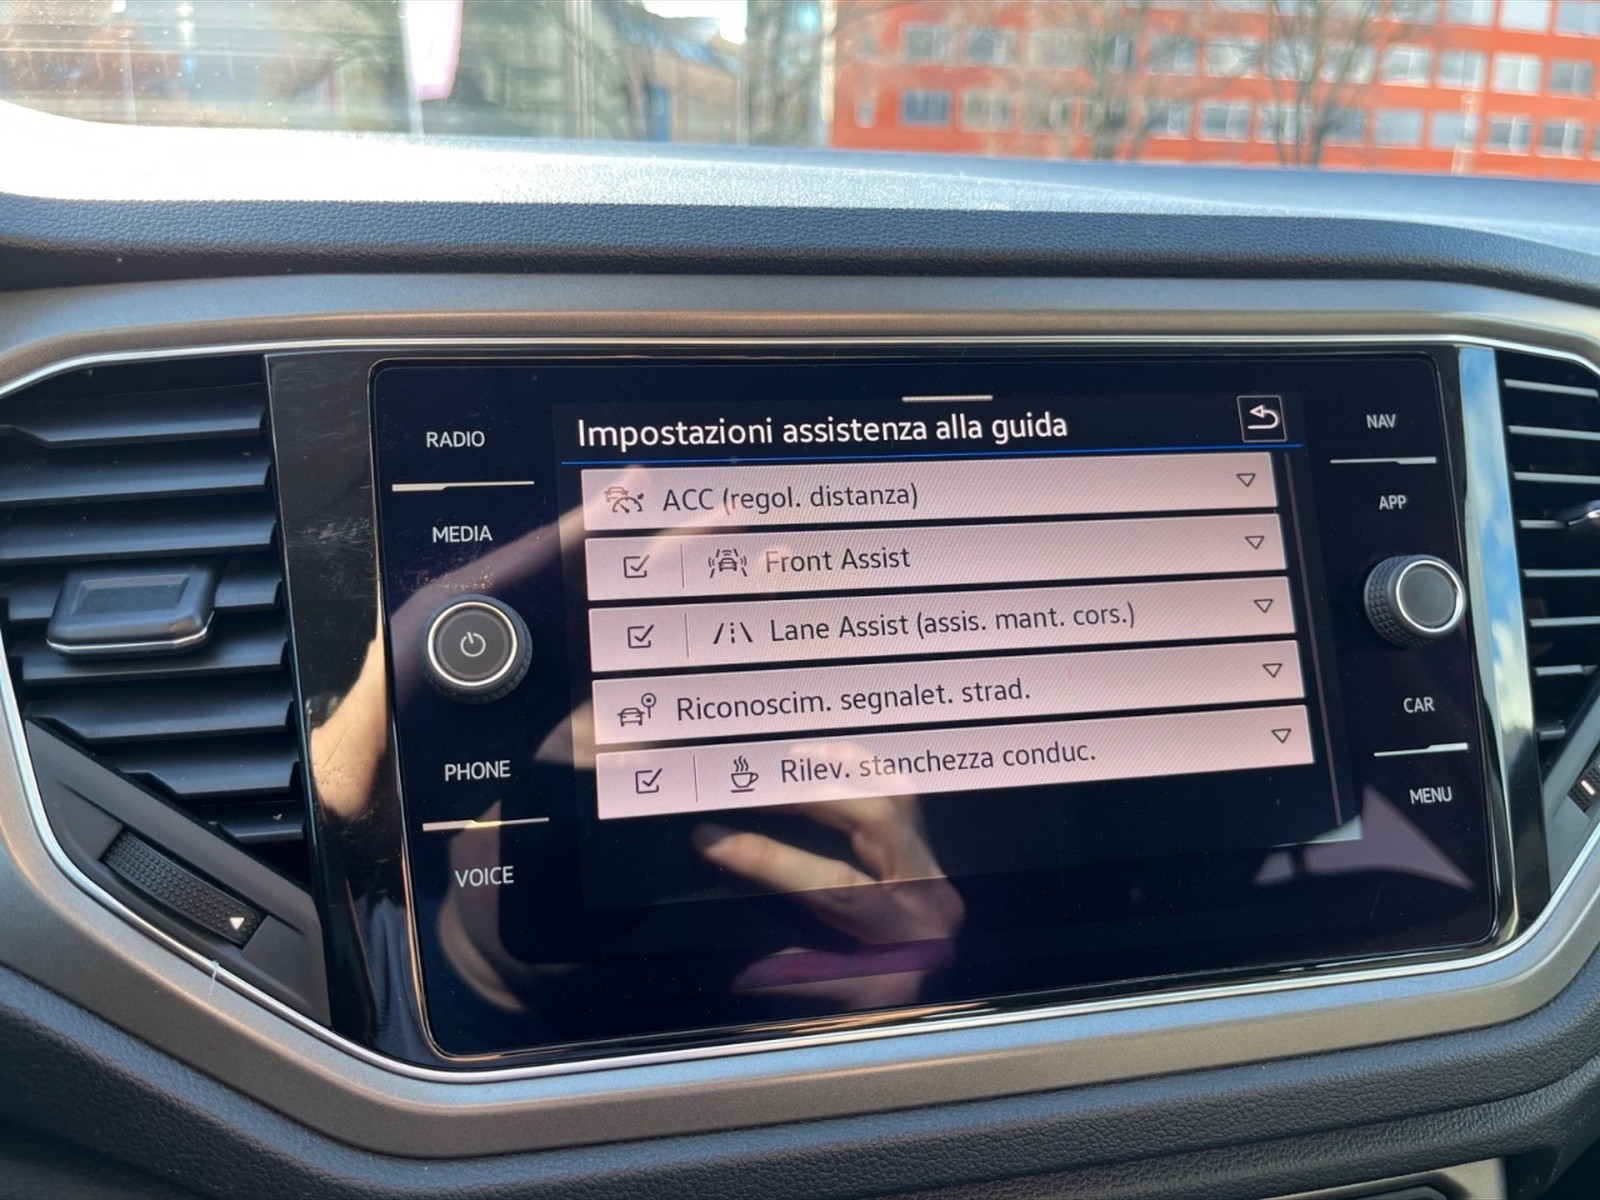 RADIO
MEDIA
PHONE
VOICE
Impostazioni assistenza alla guida
ACC (regol. distanza)
Front Assist
Lane Assist (assis. mant. cors.)
Riconoscim. segnalet. strad.
Rilev. stanchezza conduc.
NAV
APP
CAR
MENU